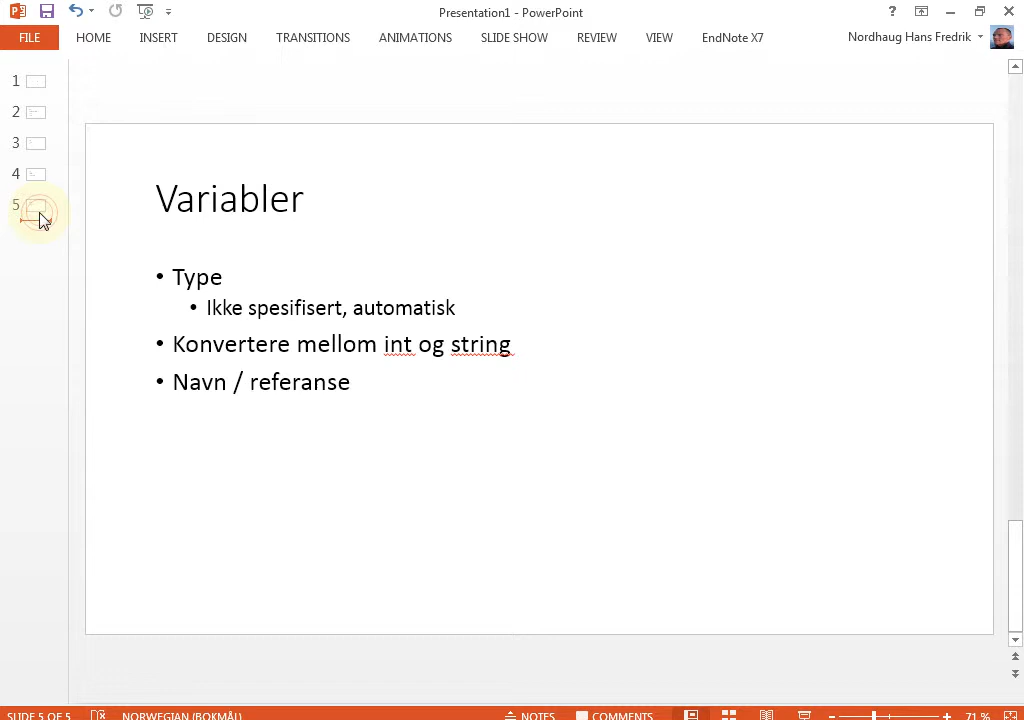 Presentation1 - PowerPoint
?
FILE HOME INSERT DESIGN TRANSITIONS ANIMATIONS SLIDE SHOW REVIEW VIEW EndNote X7 Nordhaug Hans Fredrik
1
2
3
4
5
Variabler
• Type
• Ikke spesifisert, automatisk
• Konvertere mellom int og string
• Navn / referanse
SLIDE 5 OF 5 NORWEGIAN (BOKMÅL) NOTES COMMENTS 71 %